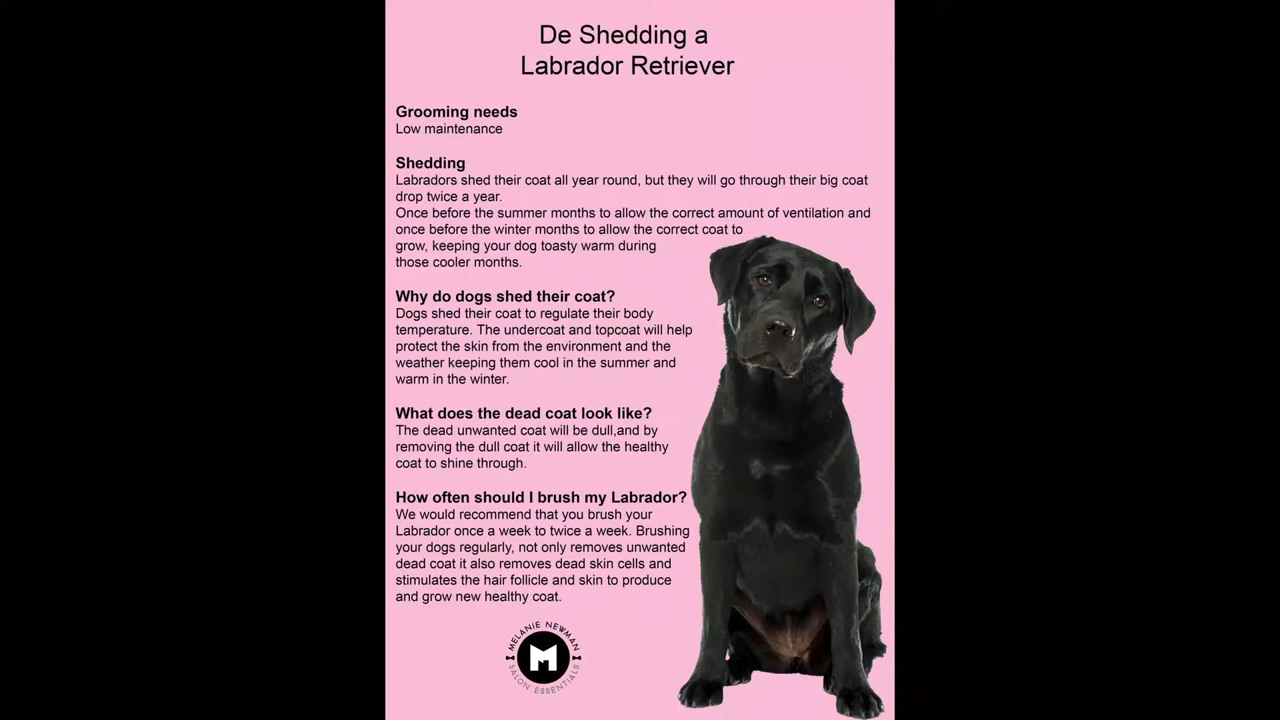 De Shedding a
Labrador Retriever
Grooming needs
Low maintenance
Shedding
Labradors shed their coat all year round, but they will go through their big coat
drop twice a year.
Once before the summer months to allow the correct amount of ventilation and
once before the winter months to allow the correct coat to
grow, keeping your dog toasty warm during
those cooler months.
Why do dogs shed their coat?
Dogs shed their coat to regulate their body
temperature. The undercoat and topcoat will help
protect the skin from the environment and the
weather keeping them cool in the summer and
warm in the winter.
What does the dead coat look like?
The dead unwanted coat will be dull,and by
removing the dull coat it will allow the healthy
coat to shine through.
How often should I brush my Labrador?
We would recommend that you brush your
Labrador once a week to twice a week. Brushing
your dogs regularly, not only removes unwanted
dead coat it also removes dead skin cells and
stimulates the hair follicle and skin to produce
and grow new healthy coat.
MELANIE NEWMAN
M
SALON ESSENTIALS